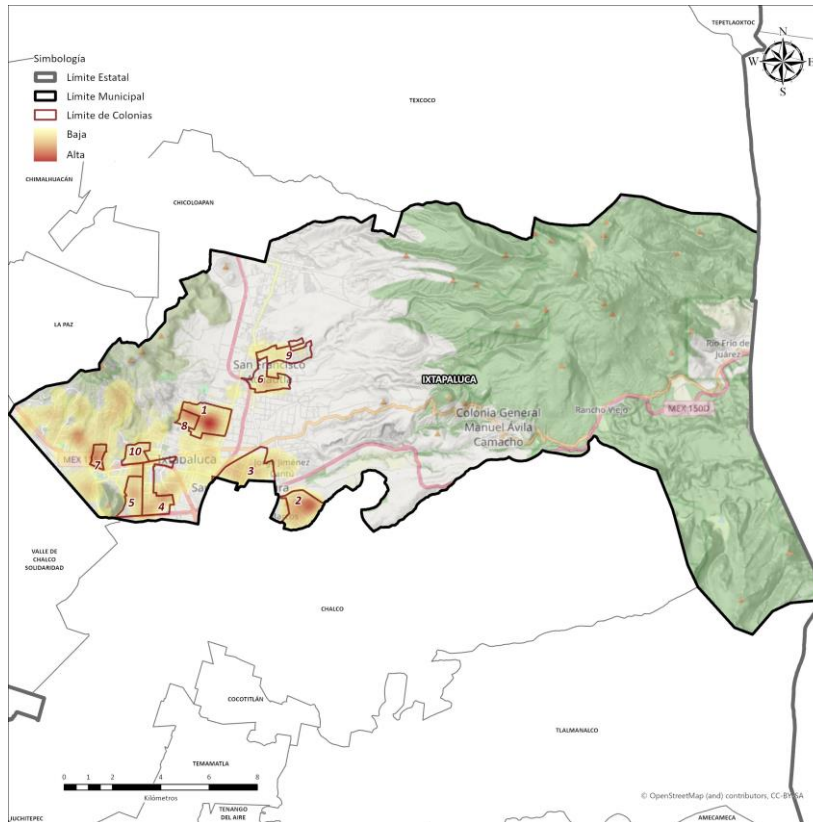 TEPETLAOXTOC
N
W
E
S
Simbología
Límite Estatal
Límite Municipal
Límite de Colonias
Baja
Alta
TEXCOCO
CHIMALHUACÁN
CHICOLOAPAN
LA PAZ
San Francisco
9
6
IXTAPALUCA
Río Frío de
Juárez
Rancho Viejo
MEX 150D
Colonia General
Manuel Ávila
Camacho
1
8
10
7
MEX
Ixtapaluca
3
5
4
2
VALLE DE
CHALCO
SOLIDARIDAD
CHALCO
COCOTITLÁN
TLALMANALCO
TEMAMATLA
0 1 2 4 6 8
Kilómetros
TENANGO
DEL AIRE
JUCHITEPEC
© OpenStreetMap (and) contributors, CC-BY-SA
AMECAMECA